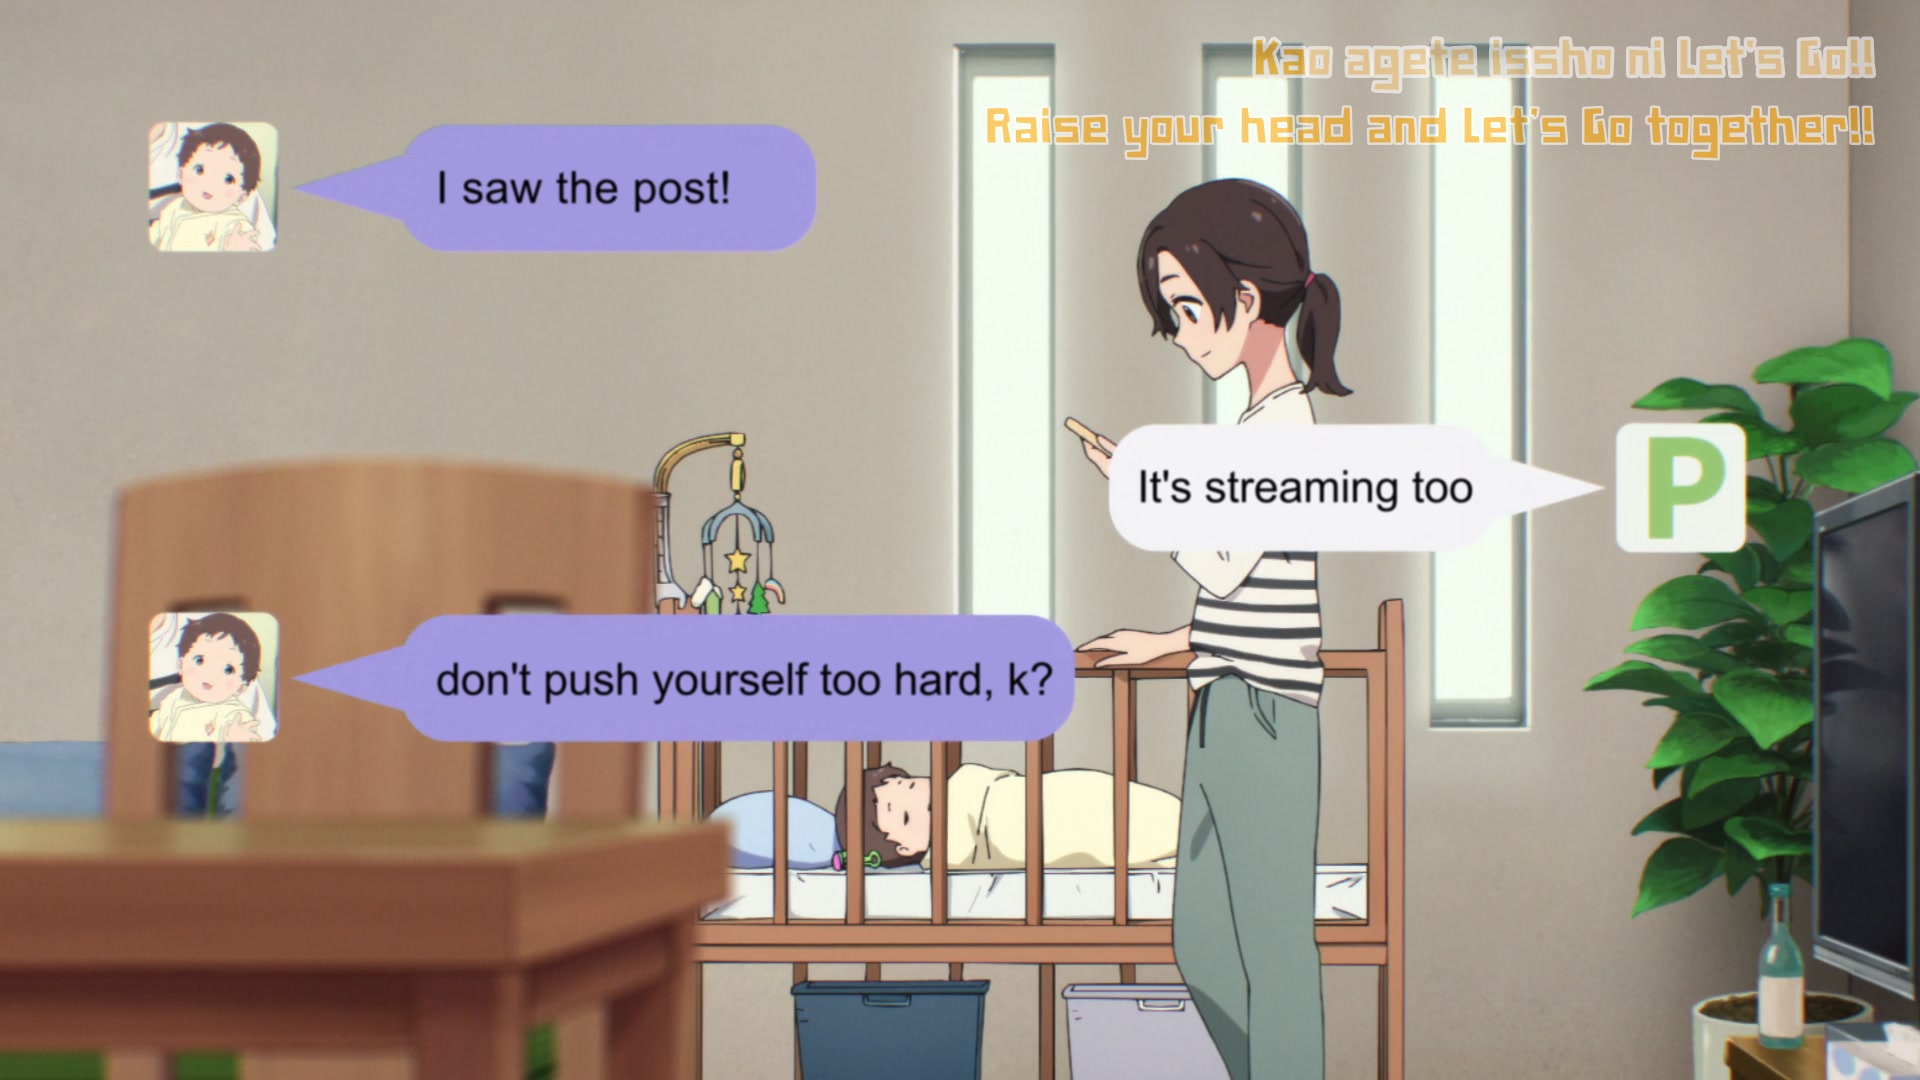 Kao agete issho ni Let's Go!!
Raise your head and Let's Go together!!
I saw the post!
It's streaming too
P
don't push yourself too hard, k?